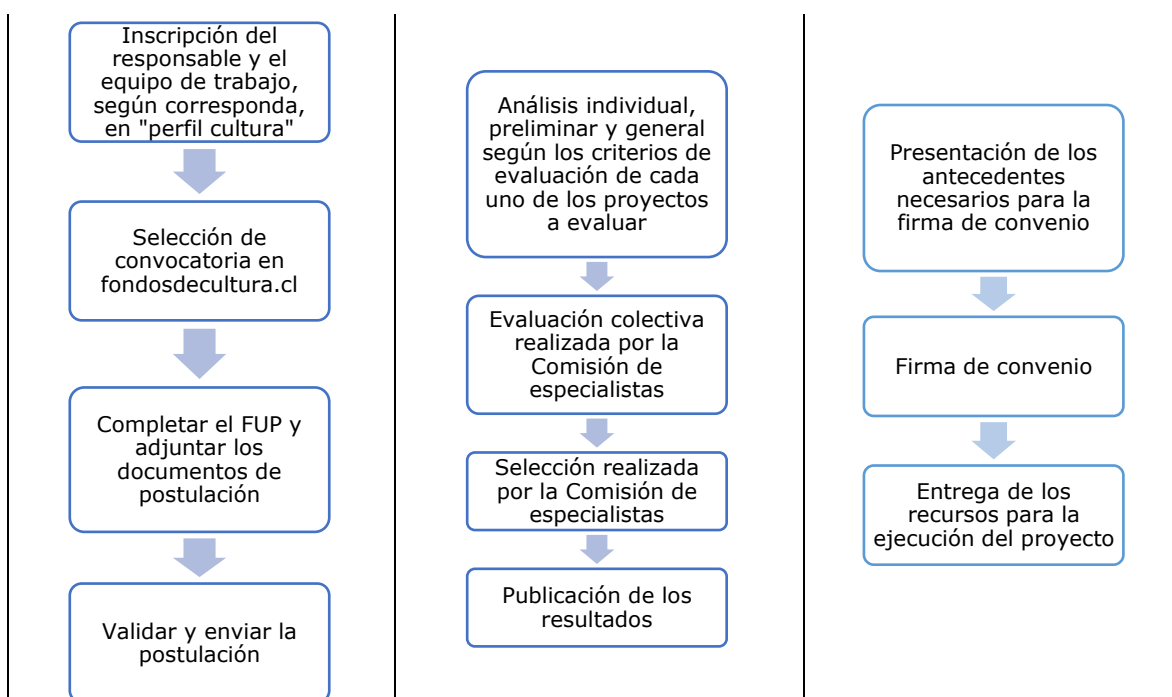 Inscripción del
responsable y el
equipo de trabajo,
según corresponda,
en "perfil cultura"
Selección de
convocatoria en
fondosdecultura.cl
Completar el FUP y
adjuntar los
documentos de
postulación
Validar y enviar la
postulación
Análisis individual,
preliminar y general
según los criterios de
evaluación de cada
uno de los proyectos
a evaluar
Evaluación colectiva
realizada por la
Comisión de
especialistas
Selección realizada
por la Comisión de
especialistas
Publicación de los
resultados
Presentación de los
antecedentes
necesarios para la
firma de convenio
Firma de convenio
Entrega de los
recursos para la
ejecución del proyecto